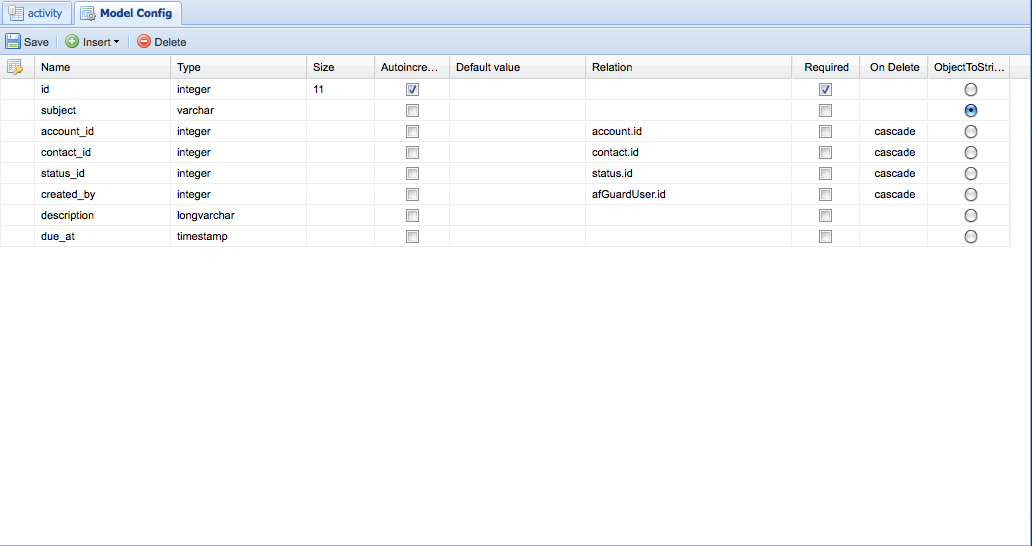 activity Model Config
Save Insert Delete
Name Type Size Autoincre... Default value Relation Required On Delete ObjectToStri...
id integer 11
subject varchar
account_id integer account.id cascade
contact_id integer contact.id cascade
status_id integer status.id cascade
created_by integer afGuardUser.id cascade
description longvarchar
due_at timestamp